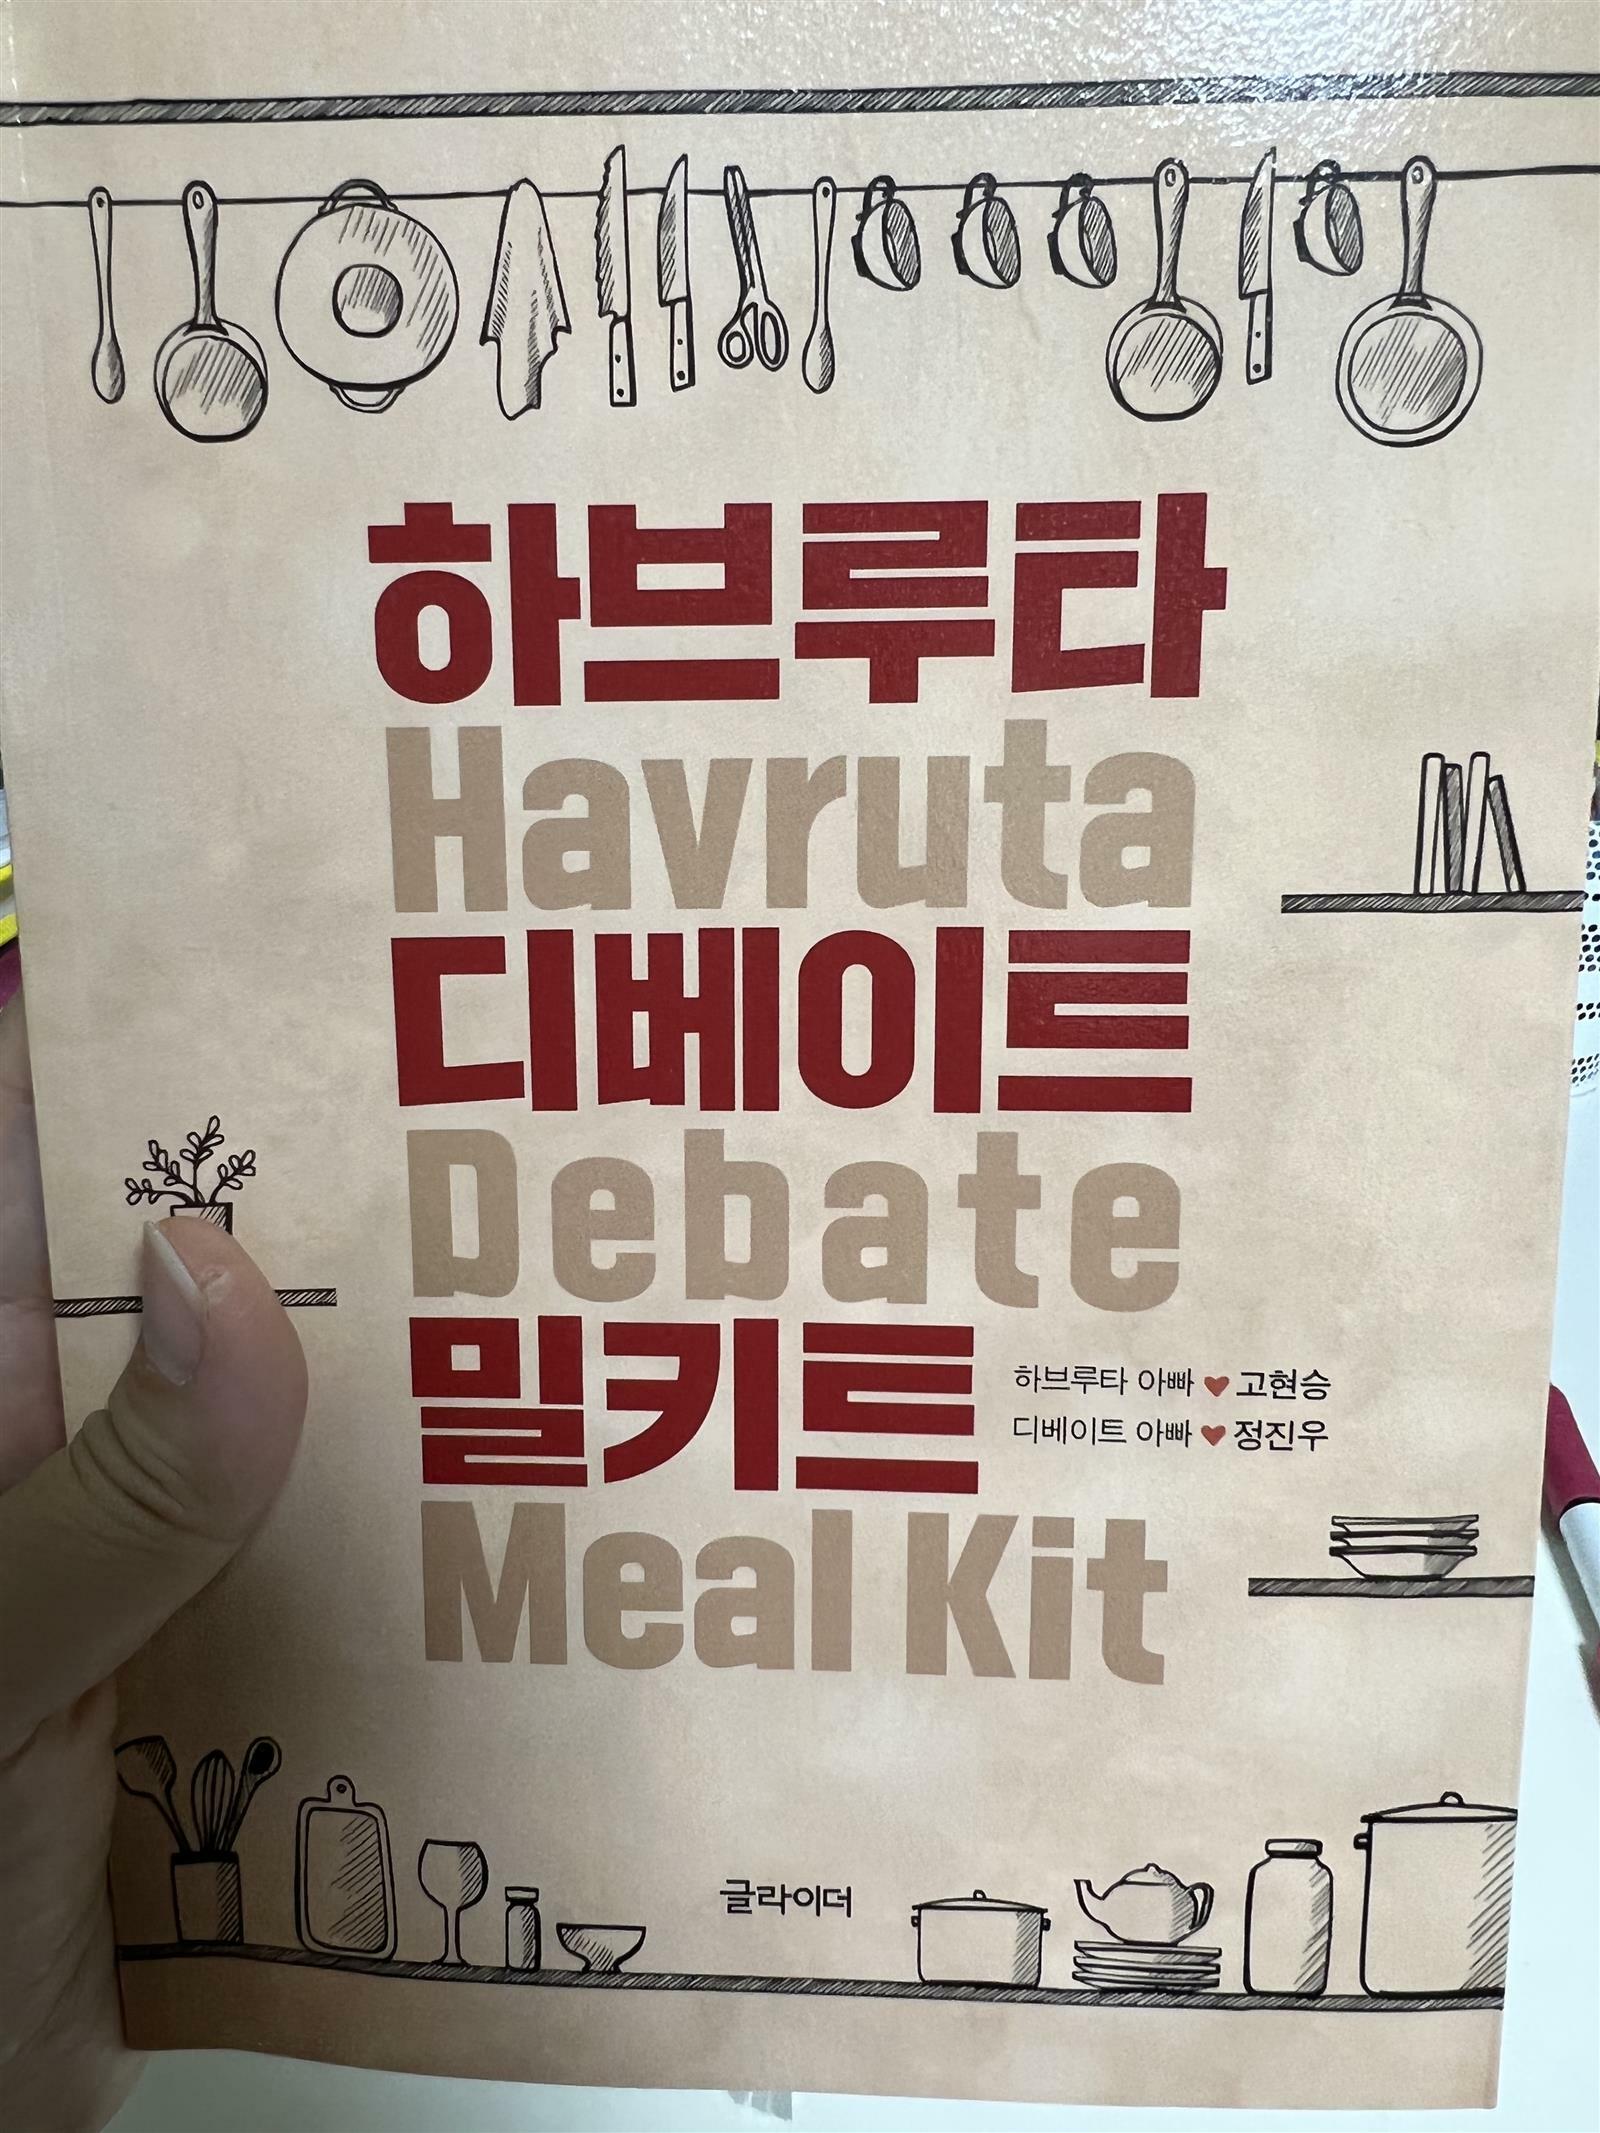 하브루타
Havruta
디베이트
Debate
밀키트
하브루타 아빠 ♥ 고현승
디베이트 아빠 ♥ 정진우
Meal Kit
글라이더